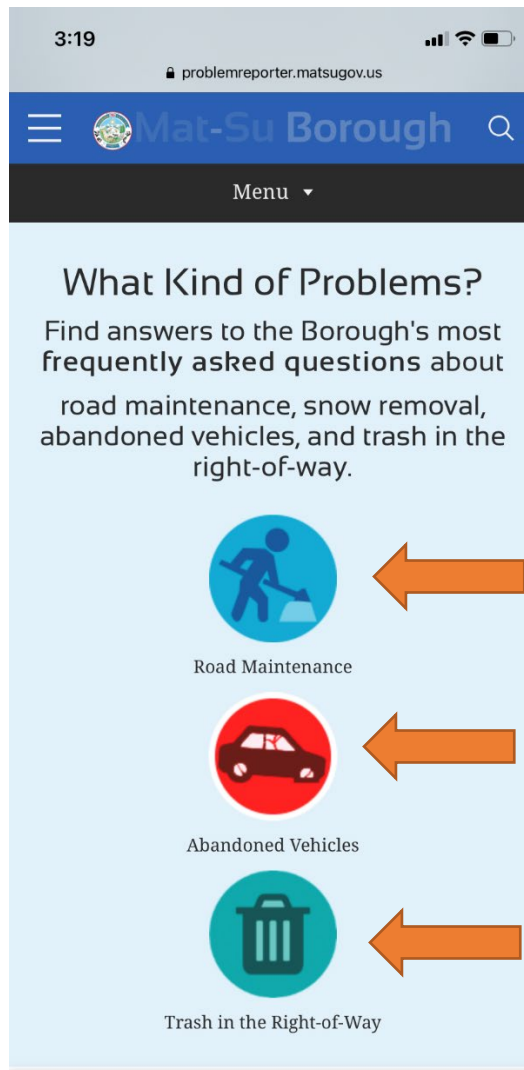 3:19
problemreporter.matsugov.us
Mat-Su Borough
Menu
What Kind of Problems?
Find answers to the Borough's most
frequently asked questions about
road maintenance, snow removal,
abandoned vehicles, and trash in the
right-of-way.
Road Maintenance
Abandoned Vehicles
Trash in the Right-of-Way